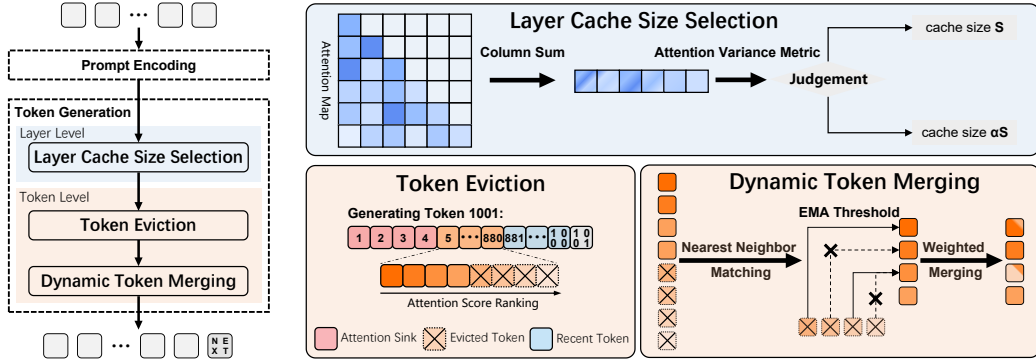 ...
Prompt Encoding
Token Generation
Layer Level
Layer Cache Size Selection
Token Level
Token Eviction
Dynamic Token Merging
...
NE
XT
Layer Cache Size Selection
Attention Map
Column Sum
Attention Variance Metric
Judgement
cache size S
cache size αS
Token Eviction
Generating Token 1001:
1 2 3 4 5 ... 880 881 ... 1000 1001
Attention Score Ranking
Attention Sink
Evicted Token
Recent Token
Dynamic Token Merging
EMA Threshold
Nearest Neighbor
Matching
Weighted
Merging